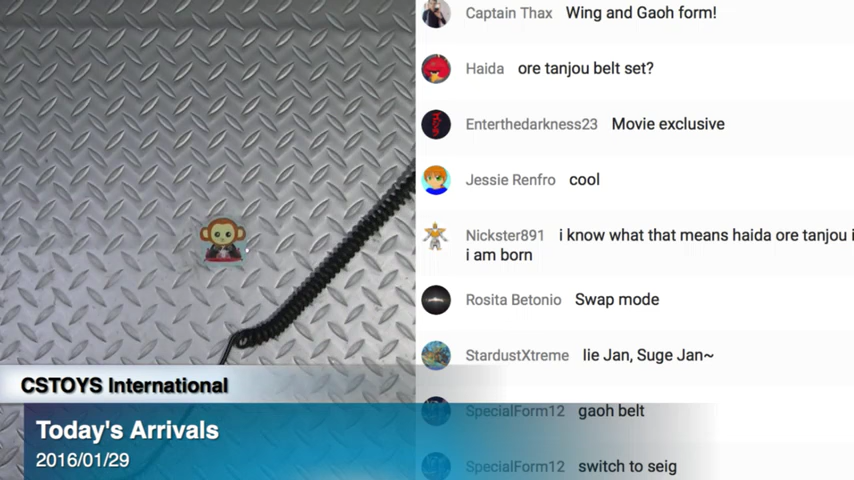 Captain Thax Wing and Gaoh form!
Haida ore tanjou belt set?
Enterthedarkness23 Movie exclusive
Jessie Renfro cool
Nickster891 i know what that means haida ore tanjou i
i am born
Rosita Betonio Swap mode
StardustXtreme Iie Jan, Suge Jan~
SpecialForm12 gaoh belt
SpecialForm12 switch to seig
CSTOYS International
Today's Arrivals
2016/01/29